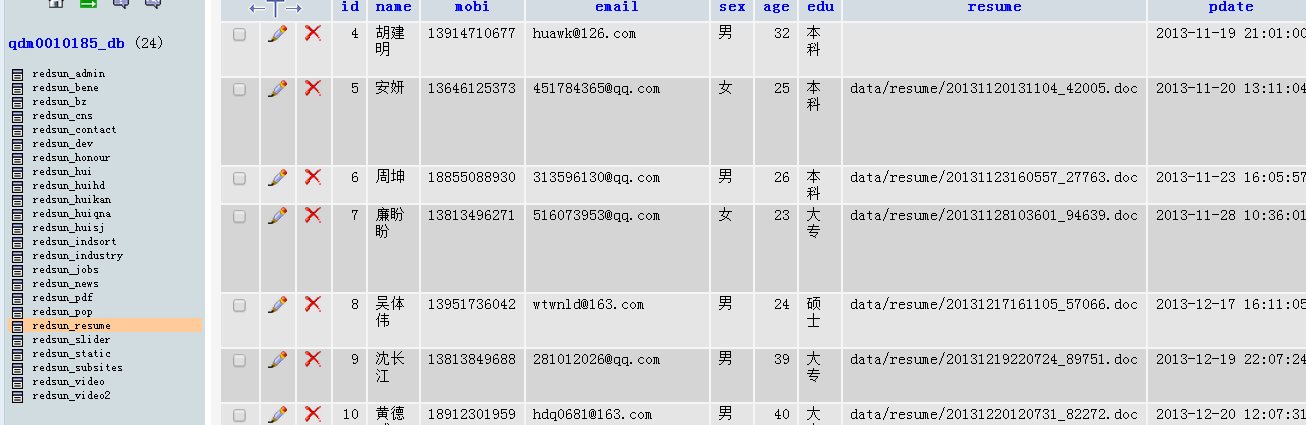 qdm0010185_db (24)
redsun_admin
redsun_bene
redsun_bz
redsun_cns
redsun_contact
redsun_dev
redsun_honour
redsun_hui
redsun_huihd
redsun_huikan
redsun_huiqna
redsun_huisj
redsun_indsort
redsun_industry
redsun_jobs
redsun_news
redsun_pdf
redsun_pop
redsun_resume
redsun_slider
redsun_static
redsun_subsites
redsun_video
redsun_video2
←T→ id name mobi email sex age edu resume pdate
4 胡建明 13914710677 huawk@126.com 男 32 本科 2013-11-19 21:01:00
5 安妍 13646125373 451784365@qq.com 女 25 本科 data/resume/20131120131104_42005.doc 2013-11-20 13:11:04
6 周坤 18855088930 313596130@qq.com 男 26 本科 data/resume/20131123160557_27763.doc 2013-11-23 16:05:57
7 廉盼盼 13813496271 516073953@qq.com 女 23 大专 data/resume/20131128103601_94639.doc 2013-11-28 10:36:01
8 吴体伟 13951736042 wtwnld@163.com 男 24 硕士 data/resume/20131217161105_57066.doc 2013-12-17 16:11:05
9 沈长江 13813849688 281012026@qq.com 男 39 大专 data/resume/20131219220724_89751.doc 2013-12-19 22:07:24
10 黄德 18912301959 hdq0681@163.com 男 40 大 data/resume/20131220120731_82272.doc 2013-12-20 12:07:31